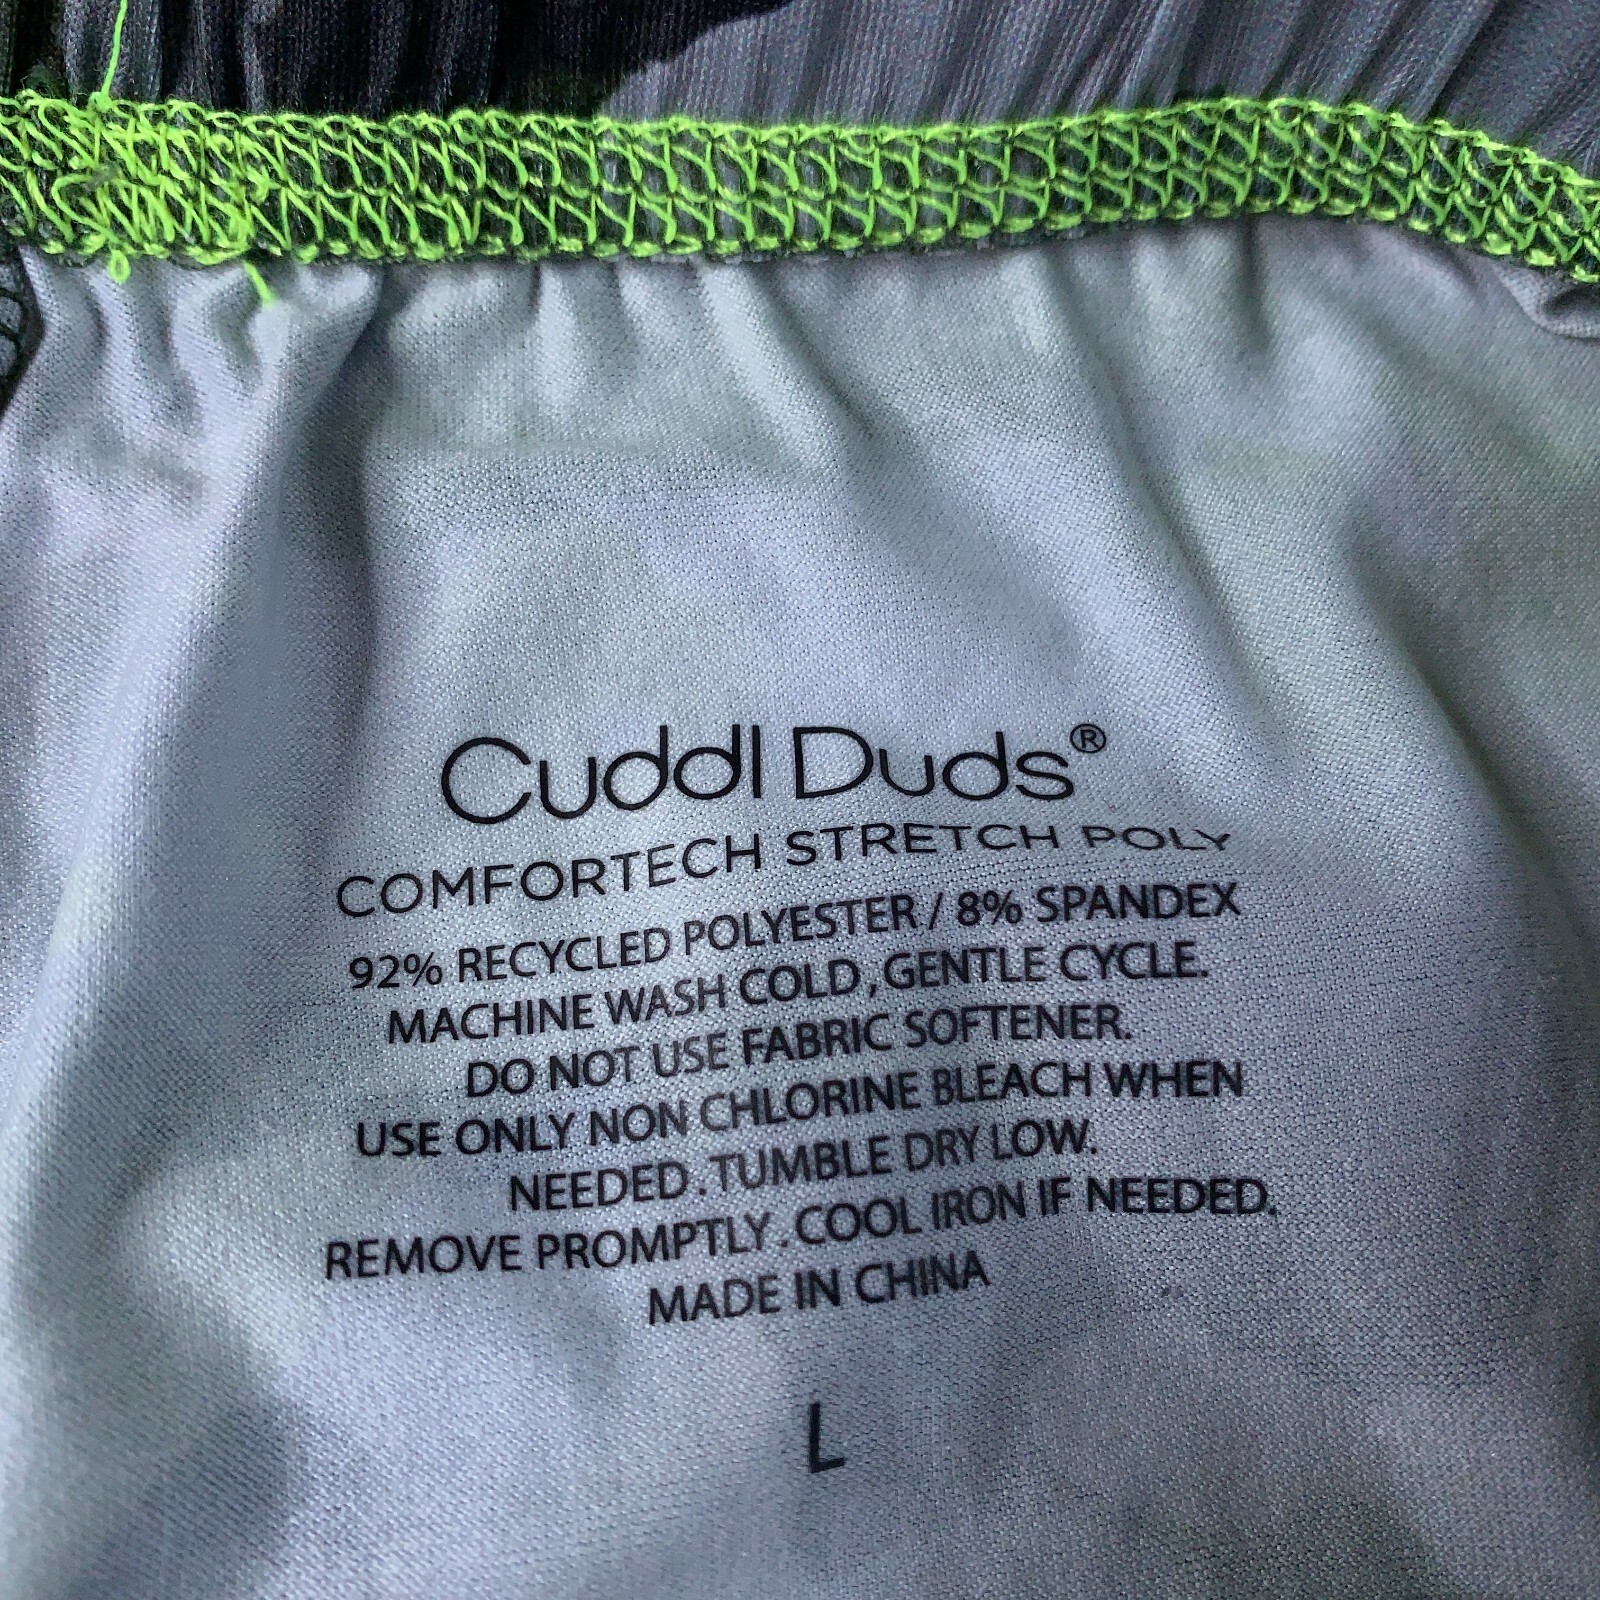 Cuddl Duds®
COMFORTECH STRETCH POLY
92% RECYCLED POLYESTER / 8% SPANDEX
MACHINE WASH COLD, GENTLE CYCLE.
DO NOT USE FABRIC SOFTENER.
USE ONLY NON CHLORINE BLEACH WHEN
NEEDED. TUMBLE DRY LOW.
REMOVE PROMPTLY. COOL IRON IF NEEDED.
MADE IN CHINA
L